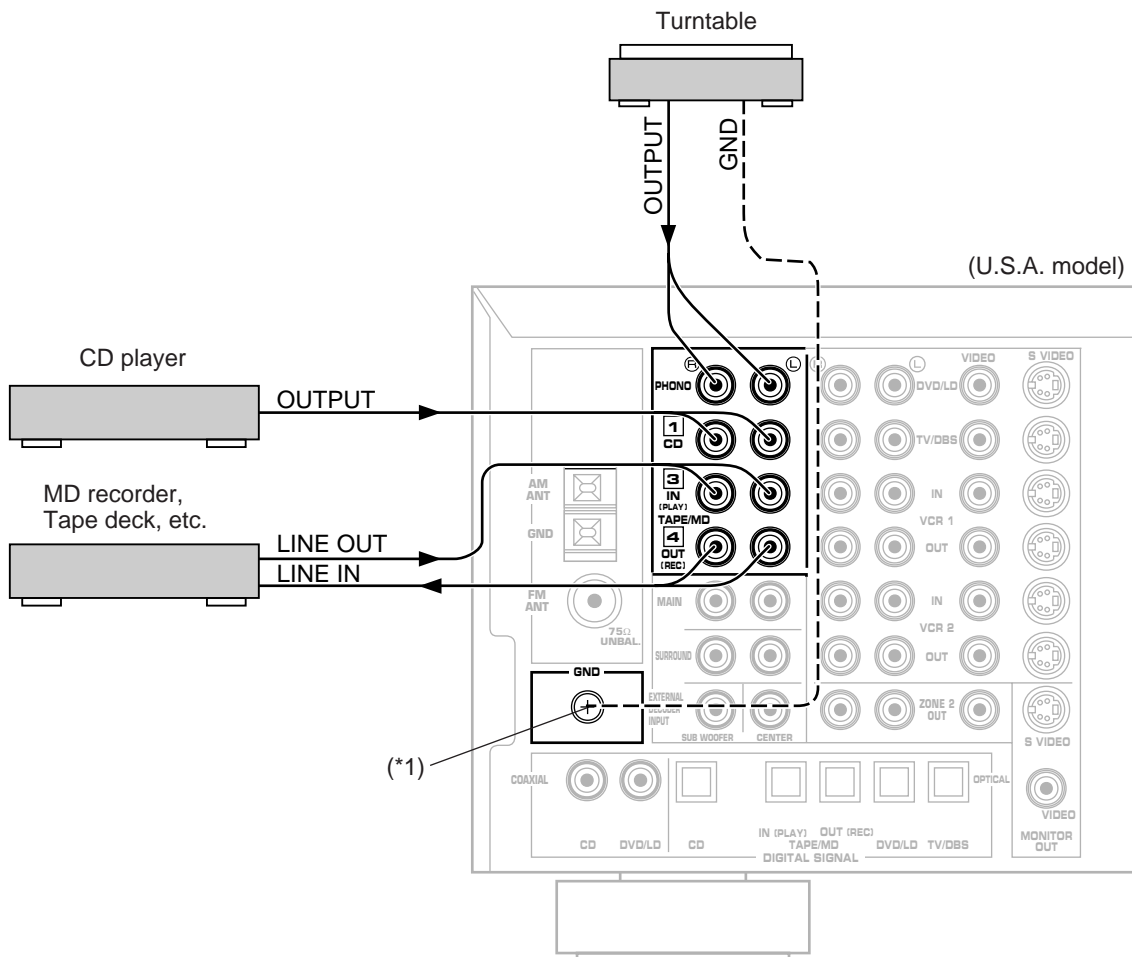 Turntable
OUTPUT
GND
(U.S.A. model)
CD player
OUTPUT
MD recorder,
Tape deck, etc.
LINE OUT
LINE IN
(*1)
R L
PHONO
1
CD
3
IN
(PLAY)
TAPE/MD
4
OUT
(REC)
AM
ANT
GND
FM
ANT
75Ω
UNBAL.
GND
MAIN
SURROUND
EXTERNAL
DECODER
INPUT
SUB WOOFER CENTER
R L VIDEO S VIDEO
DVD/LD
TV/DBS
IN
VCR 1
OUT
IN
VCR 2
OUT
ZONE 2
OUT
S VIDEO
VIDEO
MONITOR
OUT
COAXIAL
OPTICAL
CD DVD/LD CD
IN (PLAY) OUT (REC)
TAPE/MD
DVD/LD TV/DBS
DIGITAL SIGNAL